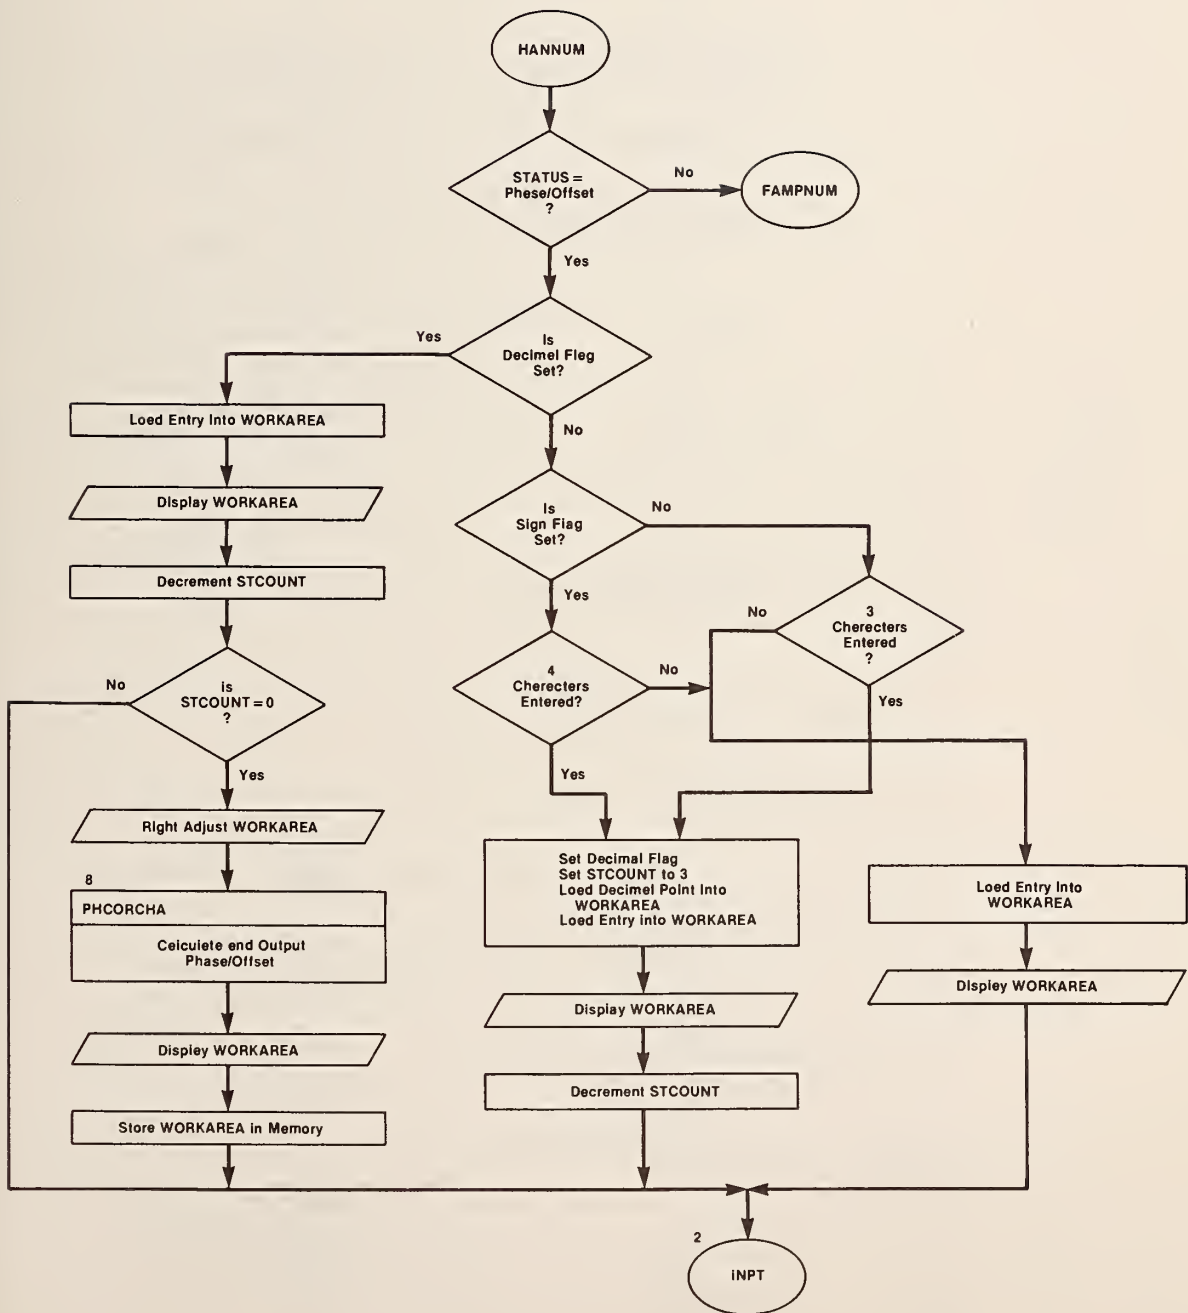 HANNUM
STATUS =
Phese/Offset
?
No
FAMPNUM
Yes
Is
Decimel Fleg
Set?
Yes
No
Loed Entry Into WORKAREA
Display WORKAREA
Decrement STCOUNT
is
STCOUNT = 0
?
No
Yes
Right Adjust WORKAREA
8
PHCORCHA
Celculete end Output
Phase/Offset
Dispiey WORKAREA
Store WORKAREA in Memory
Is
Sign Flag
Set?
No
Yes
4
Cherecters
Entered?
No
Yes
3
Cherecters
Entered
?
No
Yes
Set Decimal Flag
Set STCOUNT to 3
Loed Decimal Point Into
WORKAREA
Loed Entry into WORKAREA
Display WORKAREA
Decrement STCOUNT
Loed Entry Into
WORKAREA
Dispiey WORKAREA
2
iNPT